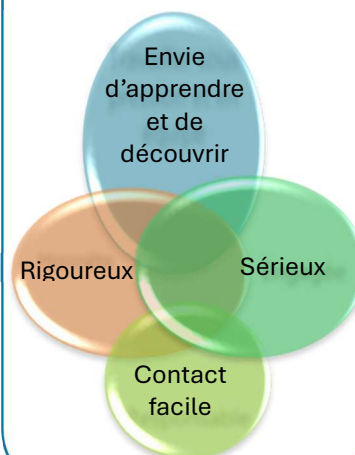 Envie
d’apprendre
et de
découvrir
Rigoureux
Sérieux
Contact
facile